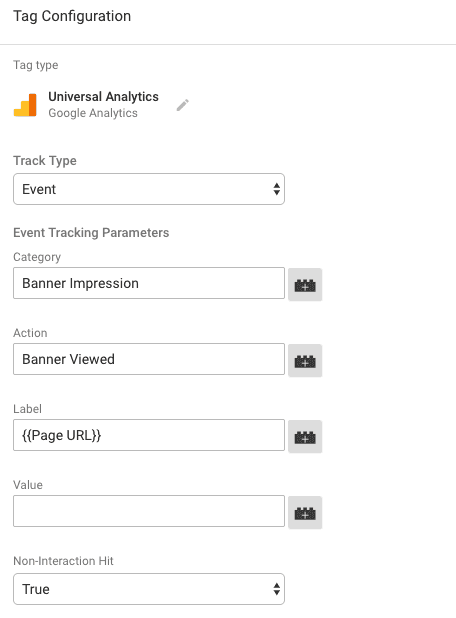 Tag Configuration
Tag type
Universal Analytics
Google Analytics
Track Type
Event
Event Tracking Parameters
Category
Banner Impression
Action
Banner Viewed
Label
{{Page URL}}
Value
Non-Interaction Hit
True